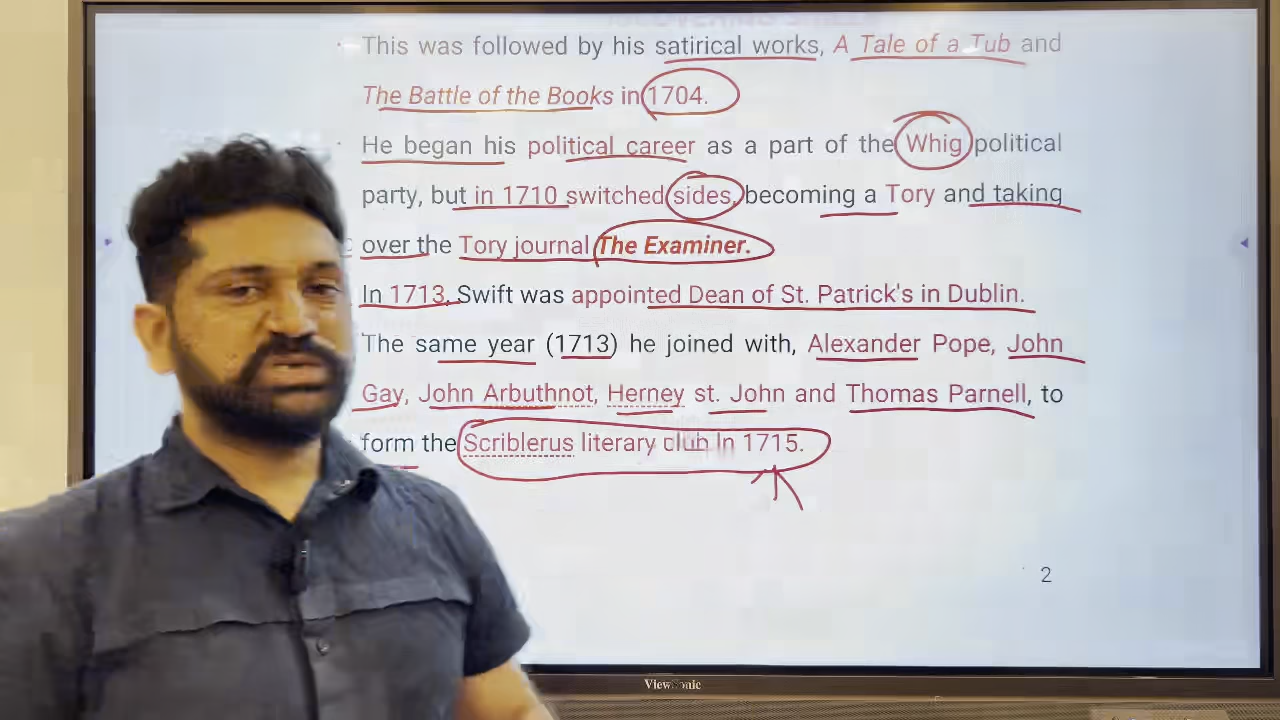 This was followed by his satirical works, A Tale of a Tub and
The Battle of the Books in 1704.
He began his political career as a part of the Whig political
party, but in 1710 switched sides, becoming a Tory and taking
over the Tory journal The Examiner.
In 1713, Swift was appointed Dean of St. Patrick's in Dublin.
The same year (1713) he joined with, Alexander Pope, John
Gay, John Arbuthnot, Herney st. John and Thomas Parnell, to
form the Scriblerus literary club In 1715.
2
ViewSonic